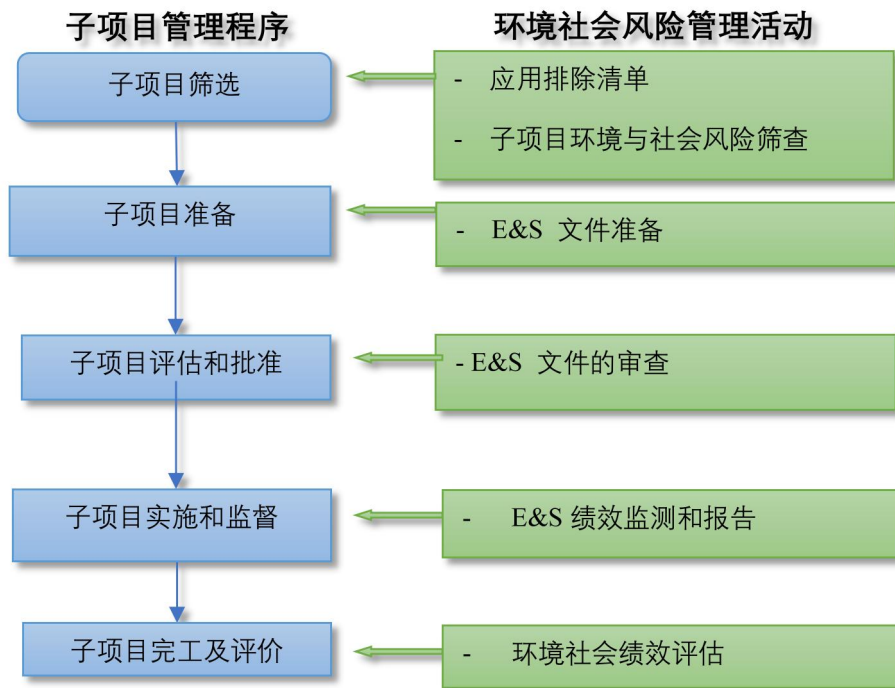 子项目管理程序
环境社会风险管理活动
子项目筛选
- 应用排除清单
- 子项目环境与社会风险筛查
子项目准备
- E&S 文件准备
子项目评估和批准
- E&S 文件的审查
子项目实施和监督
- E&S 绩效监测和报告
子项目完工及评价
- 环境社会绩效评估